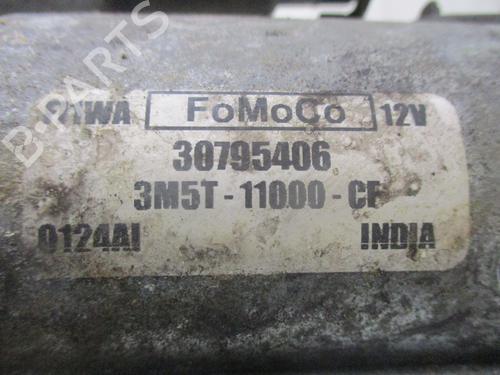 B-PARTS
FoMoCo 12V
30795406
3M5T-11000-CF
0124AI INDIA